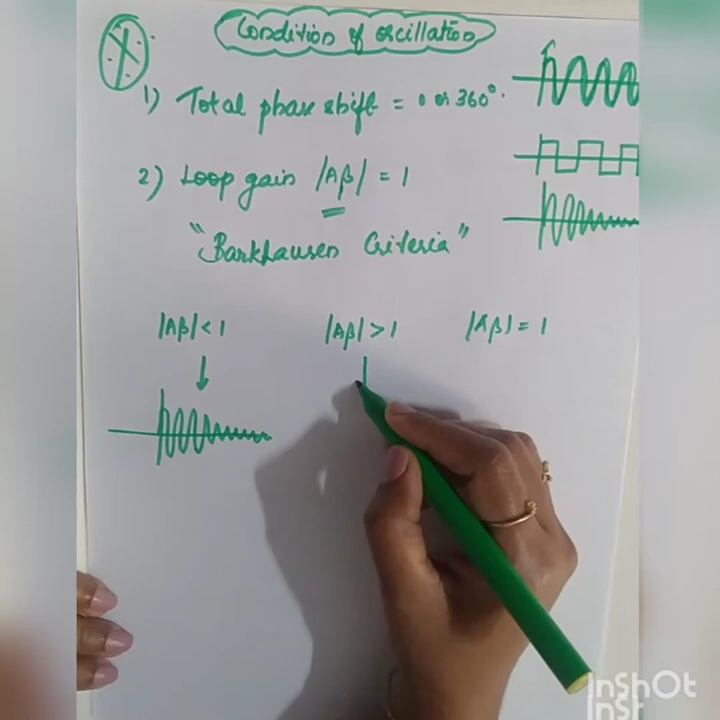 Condition of oscillation
1) Total phase shift = 0 or 360°.
2) Loop gain |Aβ| = 1
"Barkhausen Criteria"
|Aβ| < 1 |Aβ| > 1 |Aβ| = 1
InShOt
InSr